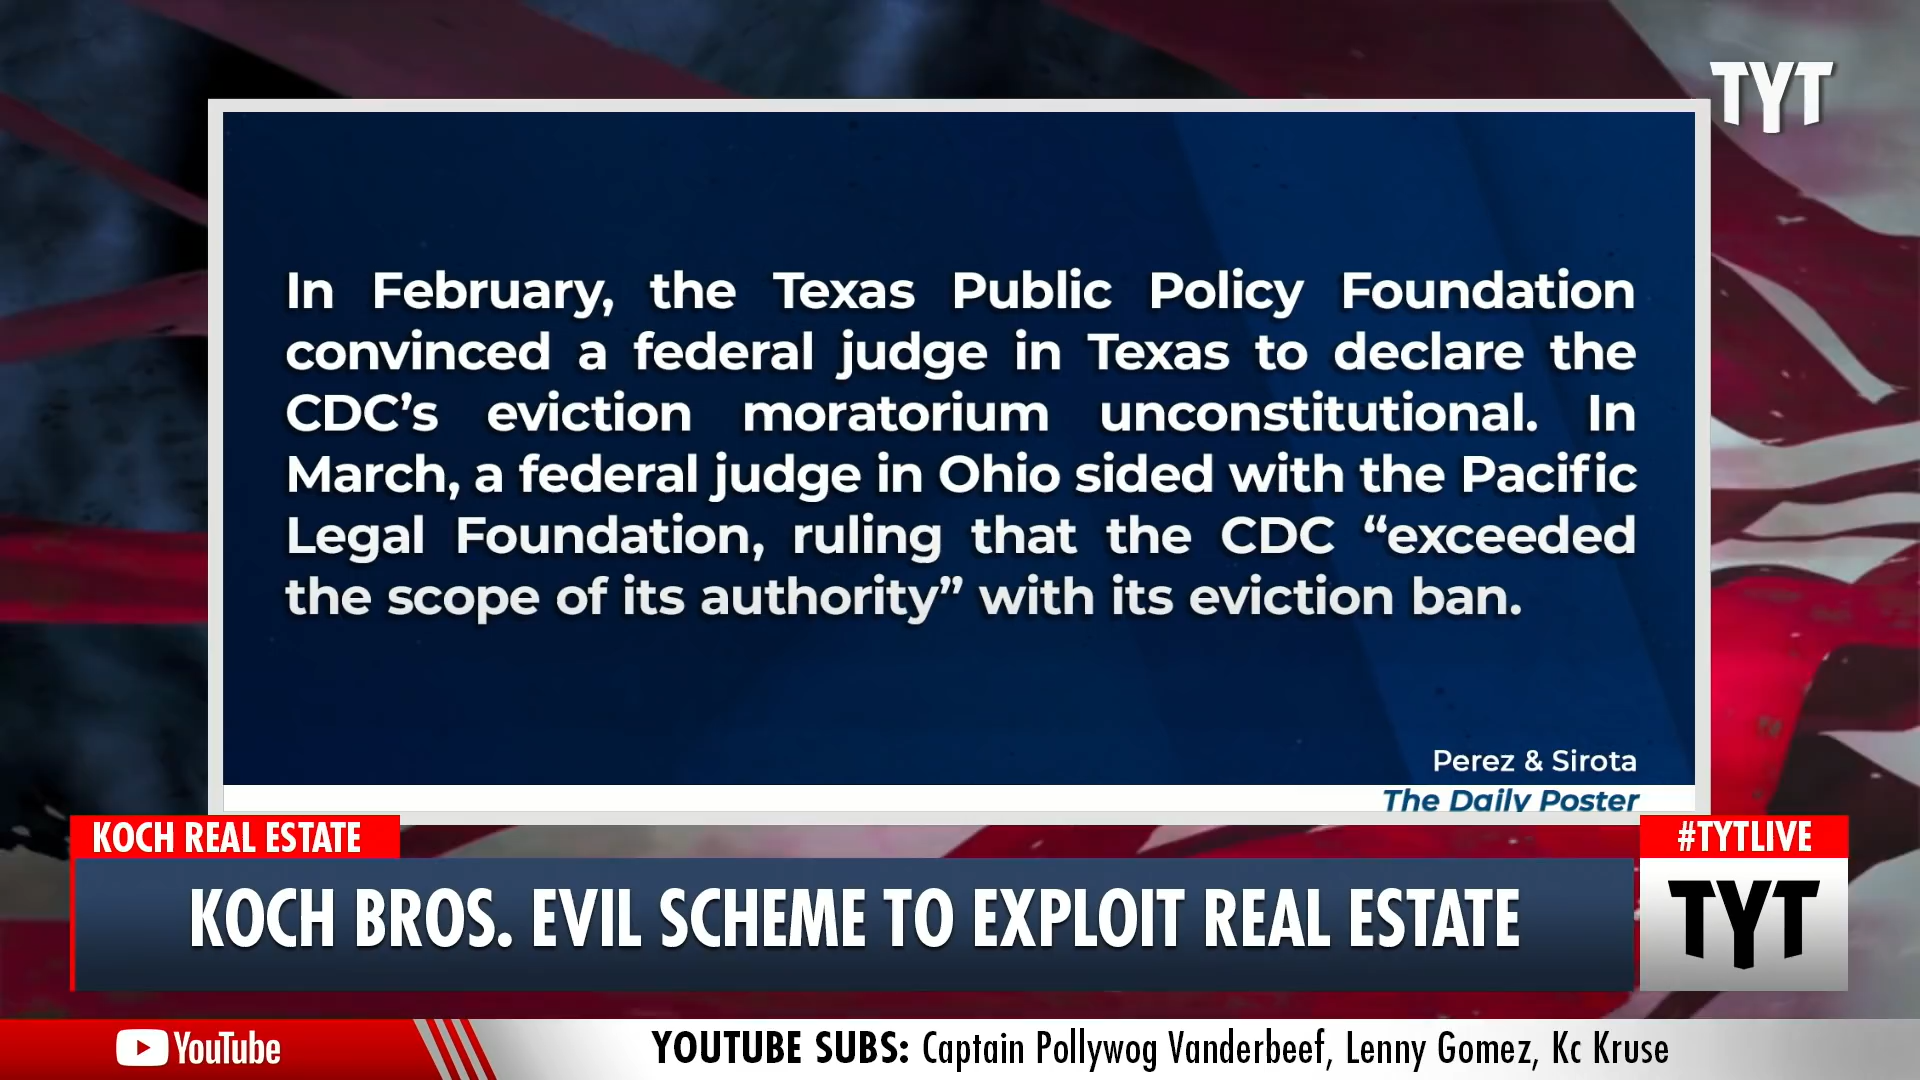 TYT
In February, the Texas Public Policy Foundation
convinced a federal judge in Texas to declare the
CDC’s eviction moratorium unconstitutional. In
March, a federal judge in Ohio sided with the Pacific
Legal Foundation, ruling that the CDC “exceeded
the scope of its authority” with its eviction ban.
Perez & Sirota
The Daily Poster
KOCH REAL ESTATE
#TYTLIVE
KOCH BROS. EVIL SCHEME TO EXPLOIT REAL ESTATE
TYT
YouTube
YOUTUBE SUBS: Captain Pollywog Vanderbeef, Lenny Gomez, Kc Kruse